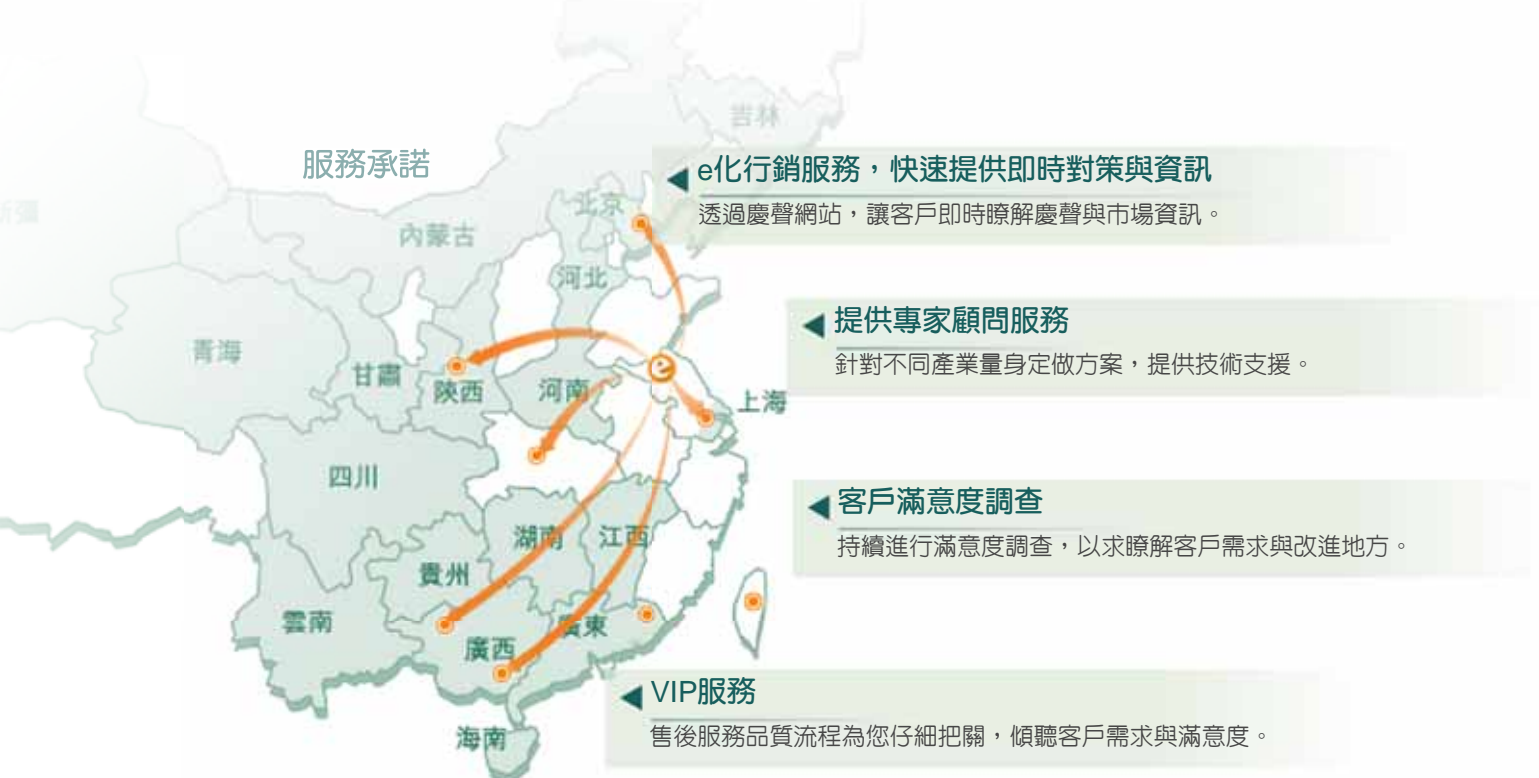 吉林
服務承諾
e化行銷服務，快速提供即時對策與資訊
透過慶聲網站，讓客戶即時瞭解慶聲與市場資訊。
新疆
北京
內蒙古
河北
提供專家顧問服務
針對不同產業量身定做方案，提供技術支援。
青海
甘肅
陝西
河南
e
上海
四川
客戶滿意度調查
持續進行滿意度調查，以求瞭解客戶需求與改進地方。
湖南
江西
貴州
雲南
廣東
廣西
VIP服務
售後服務品質流程為您仔細把關，傾聽客戶需求與滿意度。
海南